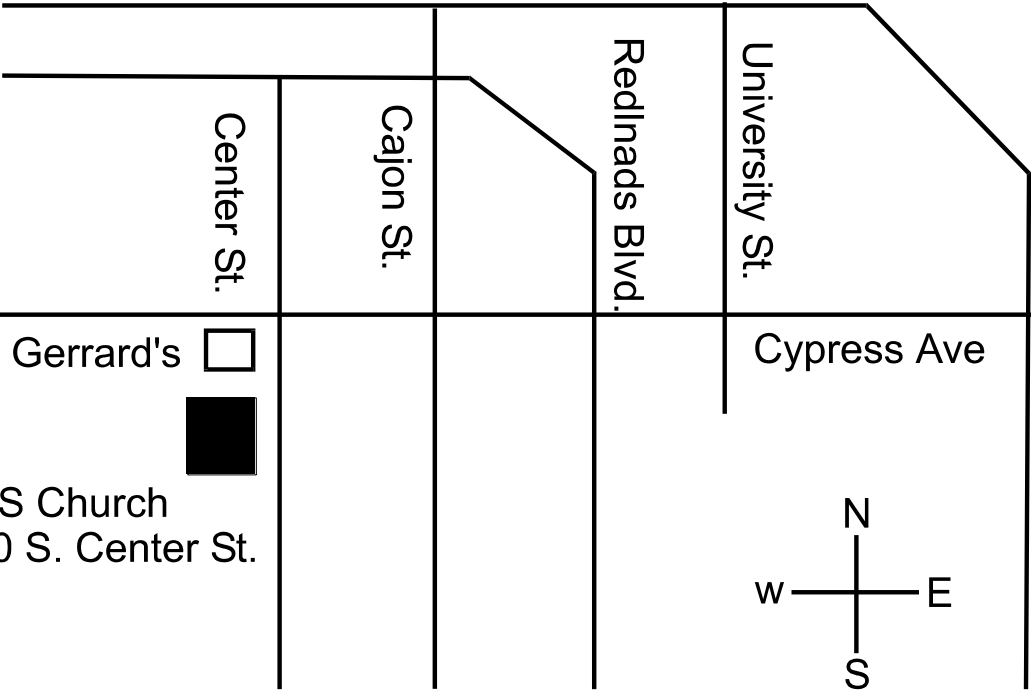 Center St.
Cajon St.
Redlnads Blvd.
University St.
Gerrard's
Cypress Ave
S Church
0 S. Center St.
N
w
E
S